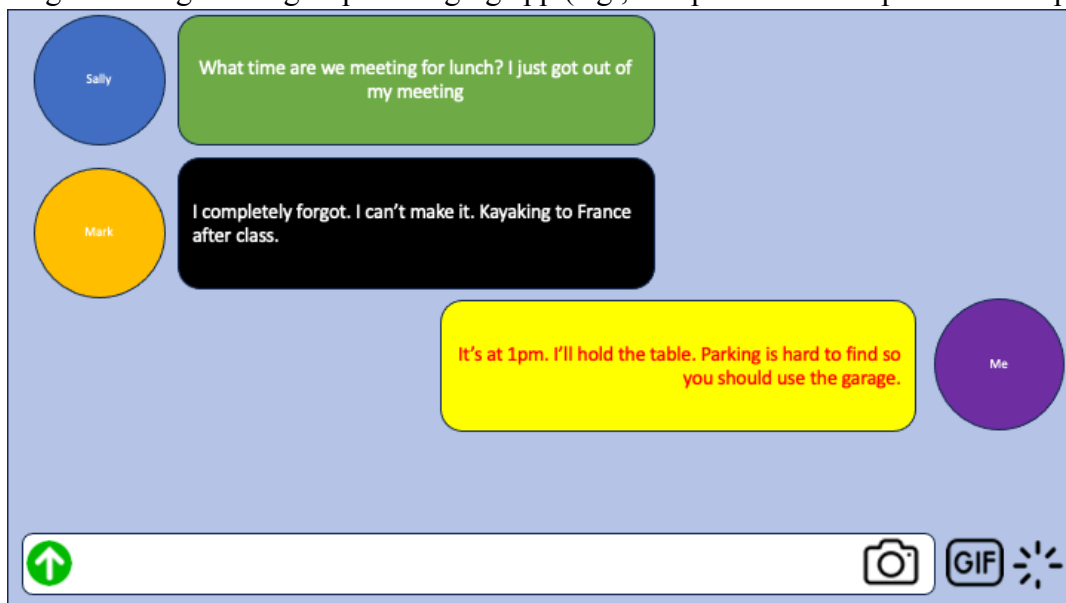 Sally
What time are we meeting for lunch? I just got out of
my meeting
Mark
I completely forgot. I can't make it. Kayaking to France
after class.
It's at 1pm. I'll hold the table. Parking is hard to find so
you should use the garage.
Me
GIF